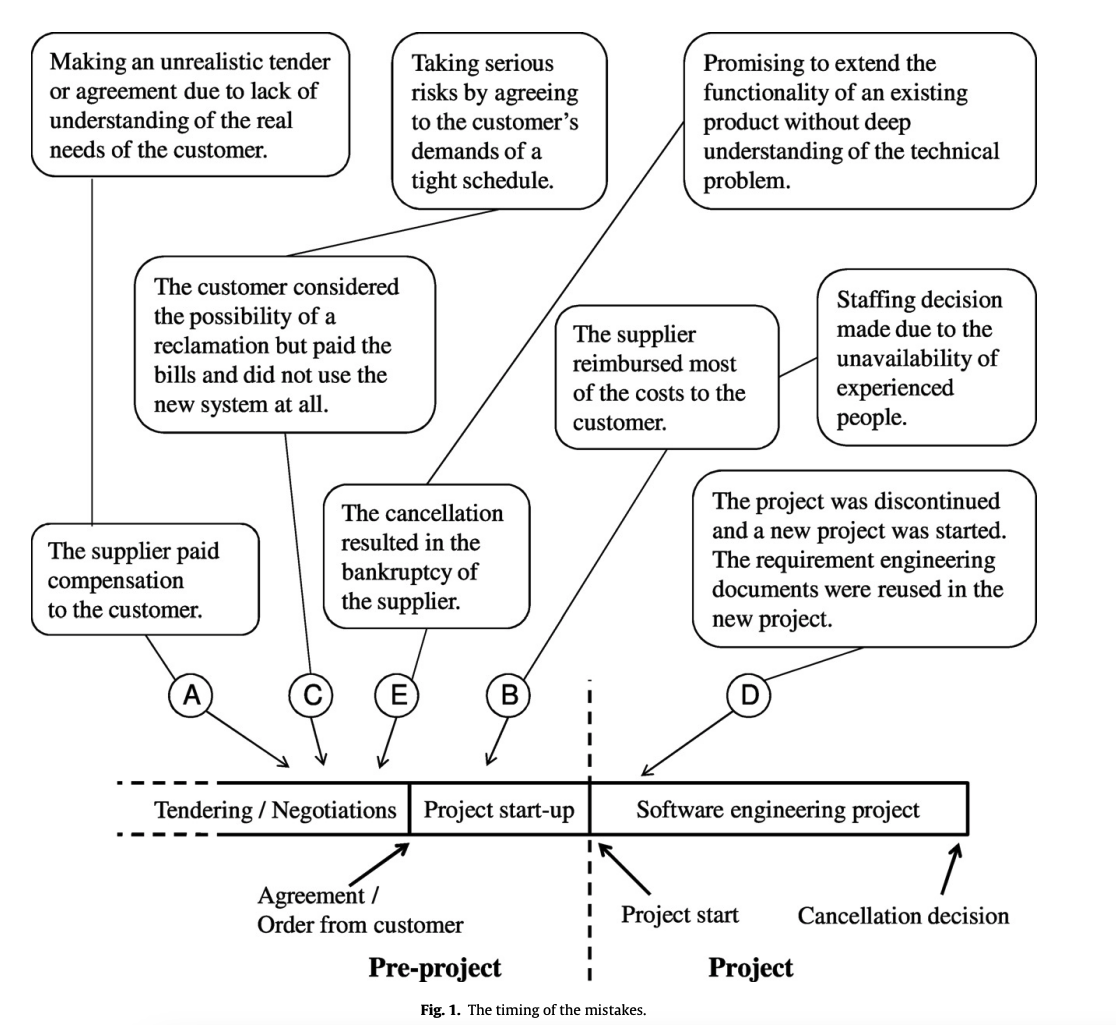 Making an unrealistic tender
or agreement due to lack of
understanding of the real
needs of the customer.
Taking serious
risks by agreeing
to the customer's
demands of a
tight schedule.
Promising to extend the
functionality of an existing
product without deep
understanding of the technical
problem.
The customer considered
the possibility of a
reclamation but paid the
bills and did not use the
new system at all.
The supplier
reimbursed most
of the costs to the
customer.
Staffing decision
made due to the
unavailability of
experienced
people.
The supplier paid
compensation
to the customer.
The cancellation
resulted in the
bankruptcy of
the supplier.
The project was discontinued
and a new project was started.
The requirement engineering
documents were reused in the
new project.
A
C
E
B
D
Tendering / Negotiations
Project start-up
Software engineering project
Agreement /
Order from customer
Project start
Cancellation decision
Pre-project
Project
Fig. 1. The timing of the mistakes.